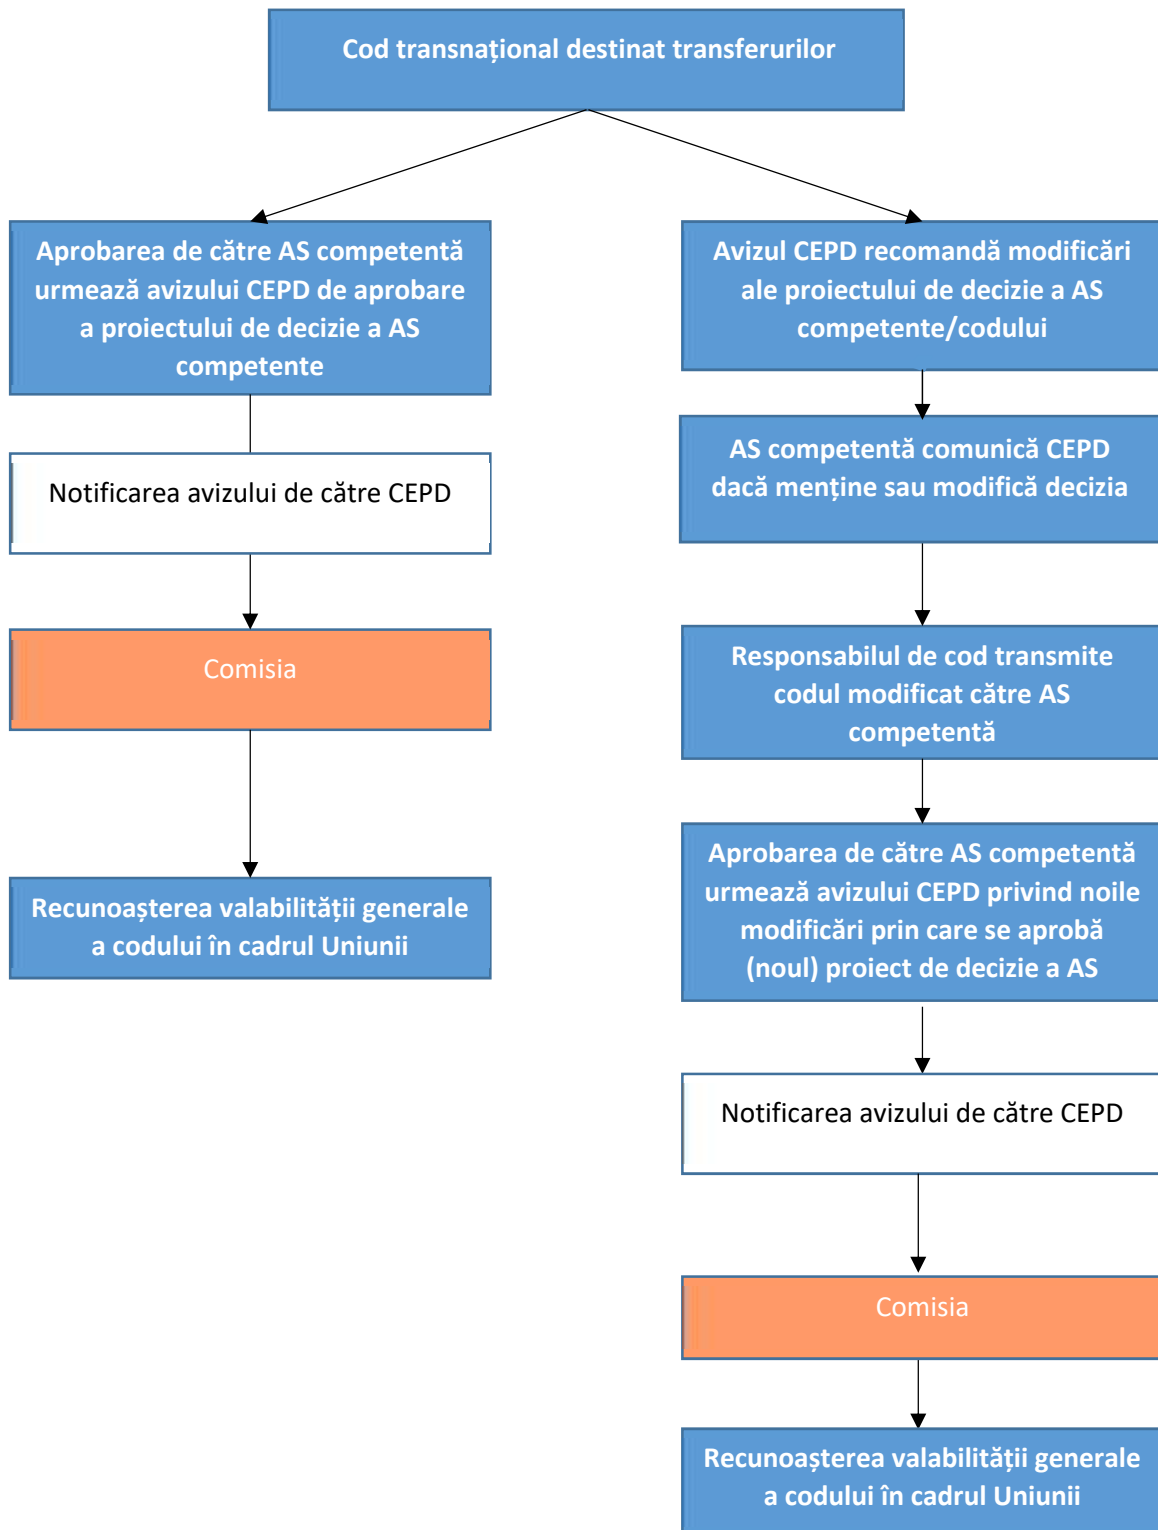 Cod transnațional destinat transferurilor
Aprobarea de către AS competentă
urmează avizului CEPD de aprobare
a proiectului de decizie a AS
competente
Notificarea avizului de către CEPD
Comisia
Recunoașterea valabilității generale
a codului în cadrul Uniunii
Avizul CEPD recomandă modificări
ale proiectului de decizie a AS
competente/codului
AS competentă comunică CEPD
dacă menține sau modifică decizia
Responsabilul de cod transmite
codul modificat către AS
competentă
Aprobarea de către AS competentă
urmează avizului CEPD privind noile
modificări prin care se aprobă
(noul) proiect de decizie a AS
Notificarea avizului de către CEPD
Comisia
Recunoașterea valabilității generale
a codului în cadrul Uniunii